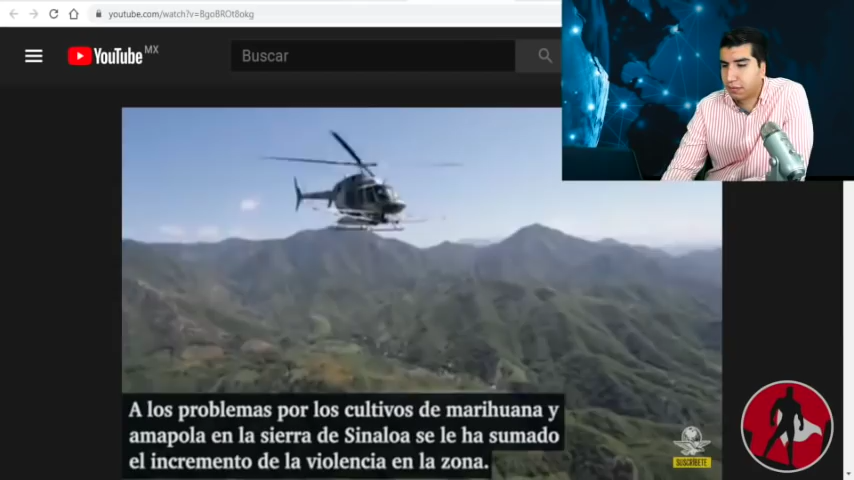 youtube.com/watch?v=BgoBROt8okg
YouTube MX
Buscar
A los problemas por los cultivos de marihuana y
amapola en la sierra de Sinaloa se le ha sumado
el incremento de la violencia en la zona.
SUSCRÍBETE